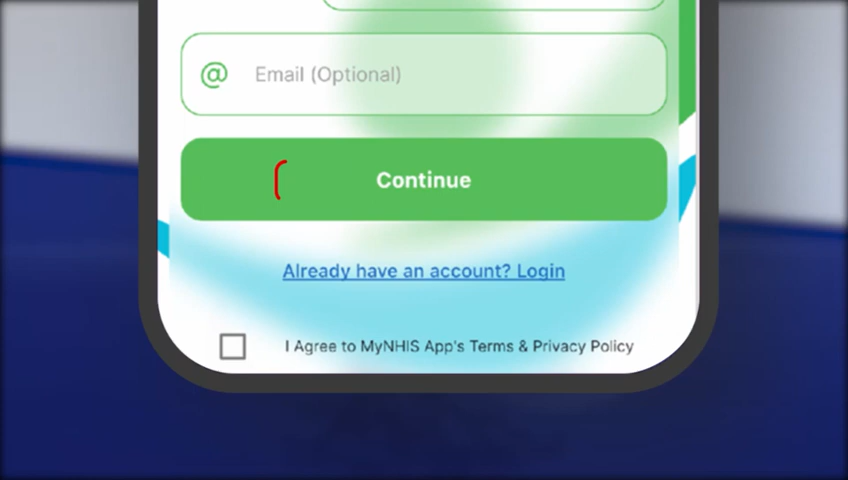 @ Email (Optional)
Continue
Already have an account? Login
I Agree to MyNHIS App's Terms & Privacy Policy